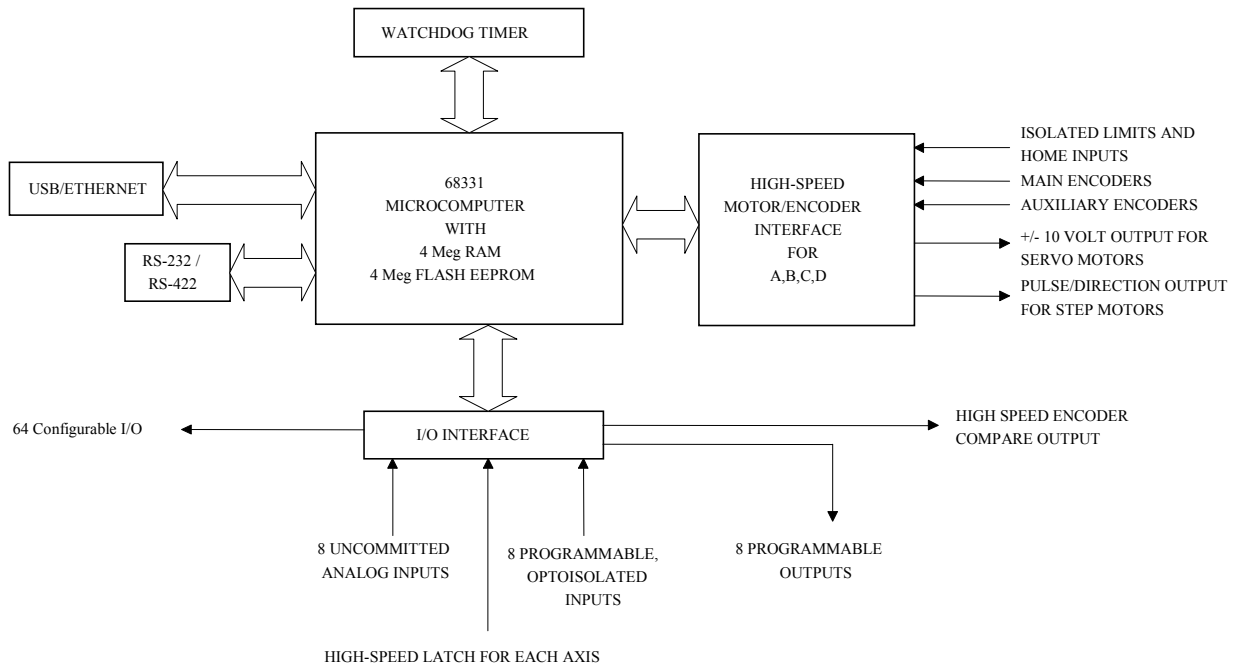 WATCHDOG TIMER
USB/ETHERNET
RS-232 /
RS-422
68331
MICROCOMPUTER
WITH
4 Meg RAM
4 Meg FLASH EEPROM
HIGH-SPEED
MOTOR/ENCODER
INTERFACE
FOR
A,B,C,D
ISOLATED LIMITS AND
HOME INPUTS
MAIN ENCODERS
AUXILIARY ENCODERS
+/- 10 VOLT OUTPUT FOR
SERVO MOTORS
PULSE/DIRECTION OUTPUT
FOR STEP MOTORS
64 Configurable I/O
I/O INTERFACE
HIGH SPEED ENCODER
COMPARE OUTPUT
8 UNCOMMITTED
ANALOG INPUTS
8 PROGRAMMABLE,
OPTOISOLATED
INPUTS
8 PROGRAMMABLE
OUTPUTS
HIGH-SPEED LATCH FOR EACH AXIS